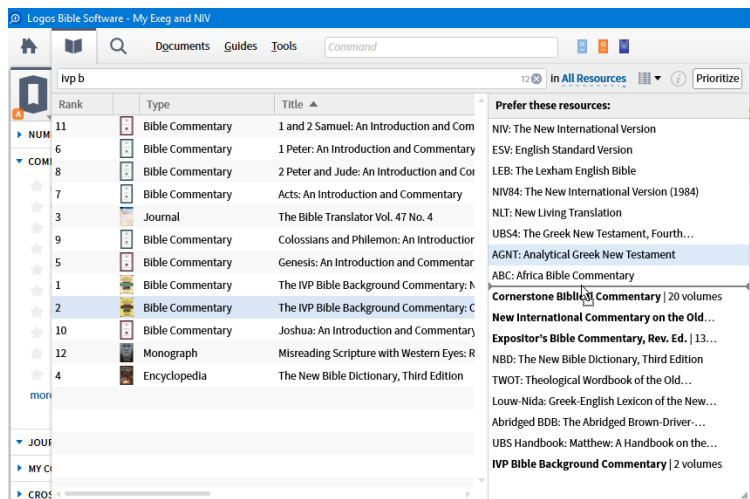 Logos Bible Software - My Exeg and NIV
Documents Guides Tools Command
ivp b 12 in All Resources Prioritize
Rank Type Title
11 Bible Commentary 1 and 2 Samuel: An Introduction and Com
6 Bible Commentary 1 Peter: An Introduction and Commentary
8 Bible Commentary 2 Peter and Jude: An Introduction and Co
7 Bible Commentary Acts: An Introduction and Commentary
3 Journal The Bible Translator Vol. 47 No. 4
9 Bible Commentary Colossians and Philemon: An Introduction
5 Bible Commentary Genesis: An Introduction and Commentar
1 Bible Commentary The IVP Bible Background Commentary: N
2 Bible Commentary The IVP Bible Background Commentary: O
10 Bible Commentary Joshua: An Introduction and Commentary
12 Monograph Misreading Scripture with Western Eyes: R
4 Encyclopedia The New Bible Dictionary, Third Edition
A
NUM
COM
more
JOUR
MY C
CROS
Prefer these resources:
NIV: The New International Version
ESV: English Standard Version
LEB: The Lexham English Bible
NIV84: The New International Version (1984)
NLT: New Living Translation
UBS4: The Greek New Testament, Fourth...
AGNT: Analytical Greek New Testament
ABC: Africa Bible Commentary
Cornerstone Biblical Commentary | 20 volumes
New International Commentary on the Old...
Expositor's Bible Commentary, Rev. Ed. | 13...
NBD: The New Bible Dictionary, Third Edition
TWOT: Theological Wordbook of the Old...
Louw-Nida: Greek-English Lexicon of the New...
Abridged BDB: The Abridged Brown-Driver-...
UBS Handbook: Matthew: A Handbook on the...
IVP BIble Background Commentary | 2 volumes